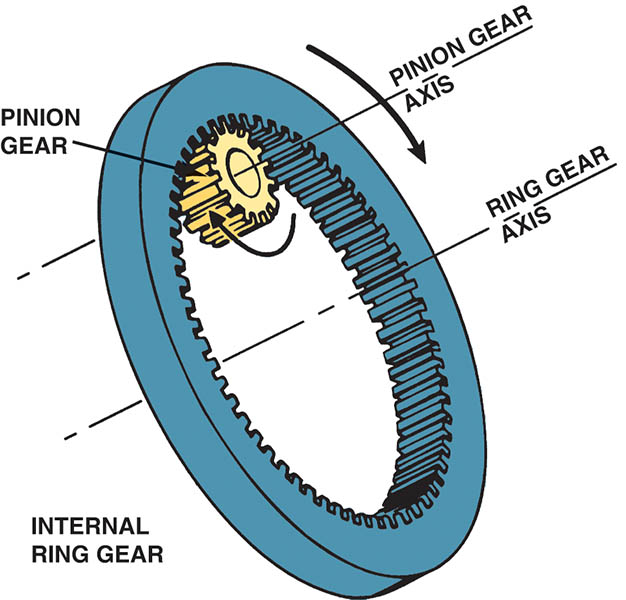 PINION GEAR
AXIS
PINION
GEAR
RING GEAR
AXIS
INTERNAL
RING GEAR